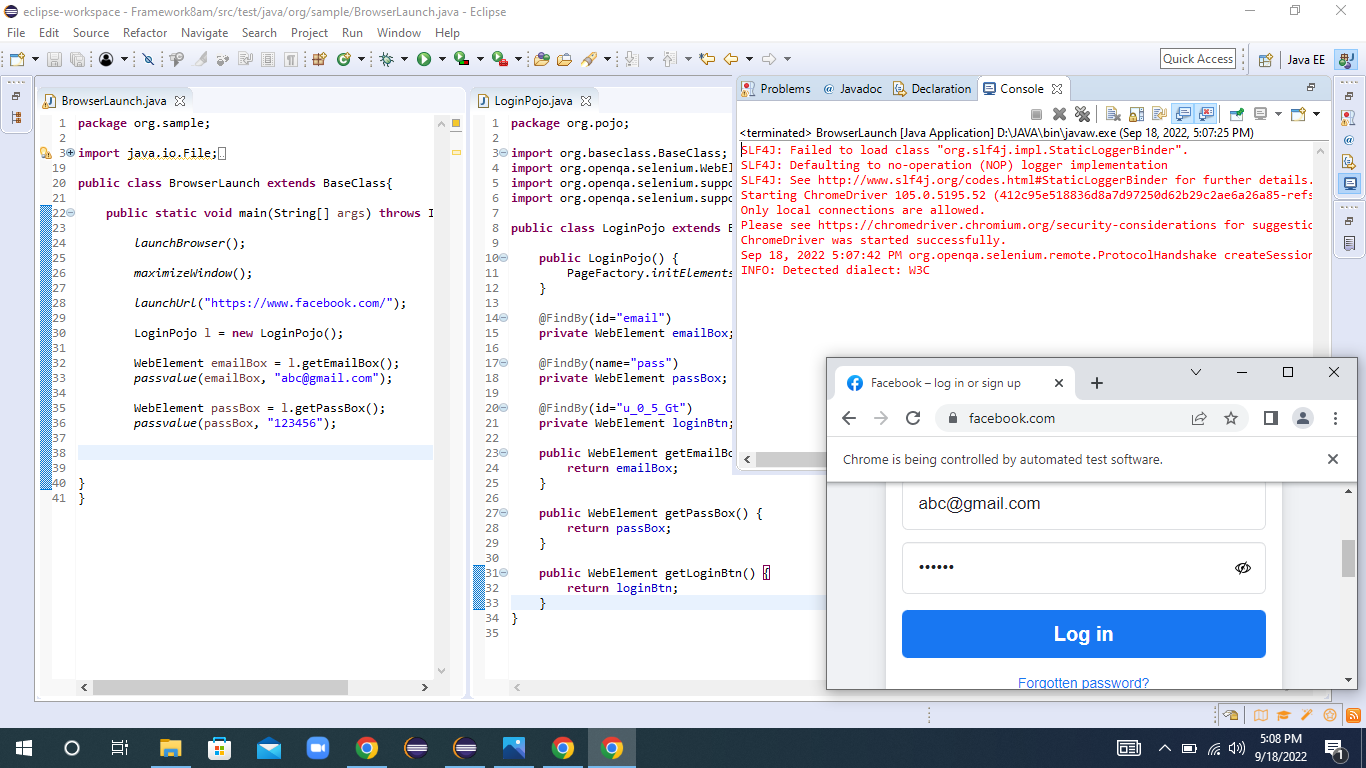 eclipse-workspace - Framework8am/src/test/java/org/sample/BrowserLaunch.java - Eclipse
File Edit Source Refactor Navigate Search Project Run Window Help
Quick Access
Java EE
BrowserLaunch.java
1 package org.sample;
2
3 import java.io.File;
19
20 public class BrowserLaunch extends BaseClass{
21
22 public static void main(String[] args) throws I
23
24 launchBrowser();
25
26 maximizeWindow();
27
28 launchUrl("https://www.facebook.com/");
29
30 LoginPojo l = new LoginPojo();
31
32 WebElement emailBox = l.getEmailBox();
33 passvalue(emailBox, "abc@gmail.com");
34
35 WebElement passBox = l.getPassBox();
36 passvalue(passBox, "123456");
37
38
39
40 }
41 }
LoginPojo.java
1 package org.pojo;
2
3 import org.baseclass.BaseClass;
4 import org.openqa.selenium.WebEl
5 import org.openqa.selenium.suppo
6 import org.openqa.selenium.suppo
7
8 public class LoginPojo extends B
9
10 public LoginPojo() {
11 PageFactory.initElements
12 }
13
14 @FindBy(id="email")
15 private WebElement emailBox;
16
17 @FindBy(name="pass")
18 private WebElement passBox;
19
20 @FindBy(id="u_0_5_Gt")
21 private WebElement loginBtn;
22
23 public WebElement getEmailBo
24 return emailBox;
25 }
26
27 public WebElement getPassBox() {
28 return passBox;
29 }
30
31 public WebElement getLoginBtn() {
32 return loginBtn;
33 }
34 }
35
Problems @ Javadoc Declaration Console
<terminated> BrowserLaunch [Java Application] D:\JAVA\bin\javaw.exe (Sep 18, 2022, 5:07:25 PM)
SLF4J: Failed to load class "org.slf4j.impl.StaticLoggerBinder".
SLF4J: Defaulting to no-operation (NOP) logger implementation
SLF4J: See http://www.slf4j.org/codes.html#StaticLoggerBinder for further details.
Starting ChromeDriver 105.0.5195.52 (412c95e518836d8a7d97250d62b29c2ae6a26a85-refs
Only local connections are allowed.
Please see https://chromedriver.chromium.org/security-considerations for suggestio
ChromeDriver was started successfully.
Sep 18, 2022 5:07:42 PM org.openqa.selenium.remote.ProtocolHandshake createSession
INFO: Detected dialect: W3C
Facebook – log in or sign up
facebook.com
Chrome is being controlled by automated test software.
abc@gmail.com
••••••
Log in
Forgotten password?
5:08 PM
9/18/2022
1